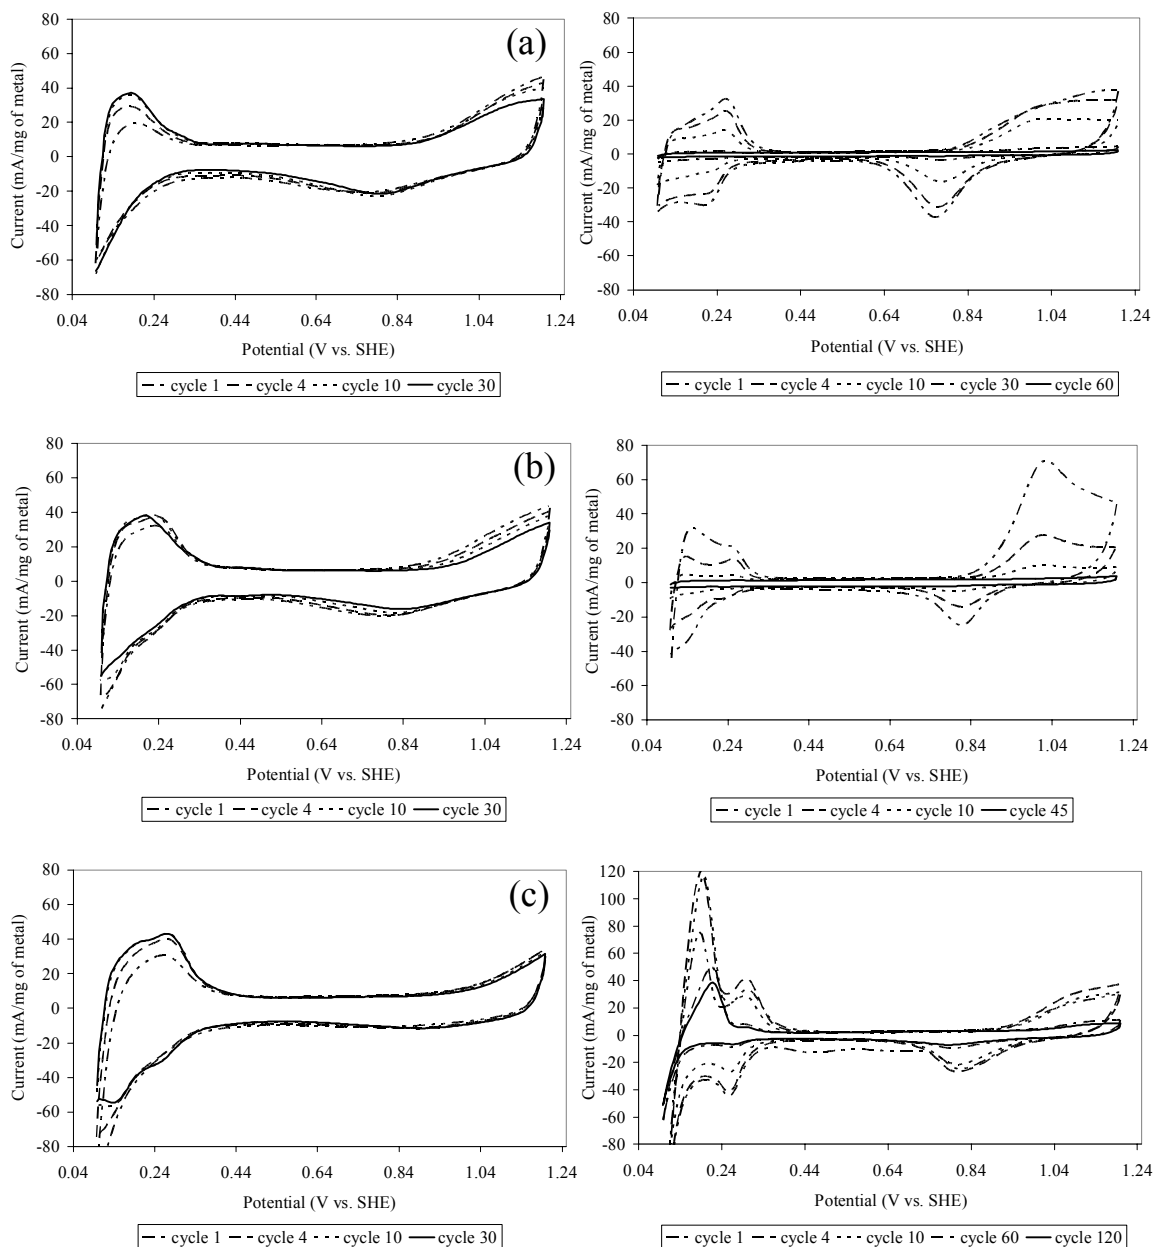 (a)
Current (mA/mg of metal)
80
60
40
20
0
-20
-40
-60
-80
0.04 0.24 0.44 0.64 0.84 1.04 1.24
Potential (V vs. SHE)
cycle 1 cycle 4 cycle 10 cycle 30
Current (mA/mg of metal)
80
60
40
20
0
-20
-40
-60
-80
0.04 0.24 0.44 0.64 0.84 1.04 1.24
Potential (V vs. SHE)
cycle 1 cycle 4 cycle 10 cycle 30 cycle 60
(b)
Current (mA/mg of metal)
80
60
40
20
0
-20
-40
-60
-80
0.04 0.24 0.44 0.64 0.84 1.04 1.24
Potential (V vs. SHE)
cycle 1 cycle 4 cycle 10 cycle 30
Current (mA/mg of metal)
80
60
40
20
0
-20
-40
-60
-80
0.04 0.24 0.44 0.64 0.84 1.04 1.24
Potential (V vs. SHE)
cycle 1 cycle 4 cycle 10 cycle 45
(c)
Current (mA/mg of metal)
80
60
40
20
0
-20
-40
-60
-80
0.04 0.24 0.44 0.64 0.84 1.04 1.24
Potential (V vs. SHE)
cycle 1 cycle 4 cycle 10 cycle 30
Current (mA/mg of metal)
120
100
80
60
40
20
0
-20
-40
-60
-80
0.04 0.24 0.44 0.64 0.84 1.04 1.24
Potential (V vs. SHE)
cycle 1 cycle 4 cycle 10 cycle 60 cycle 120